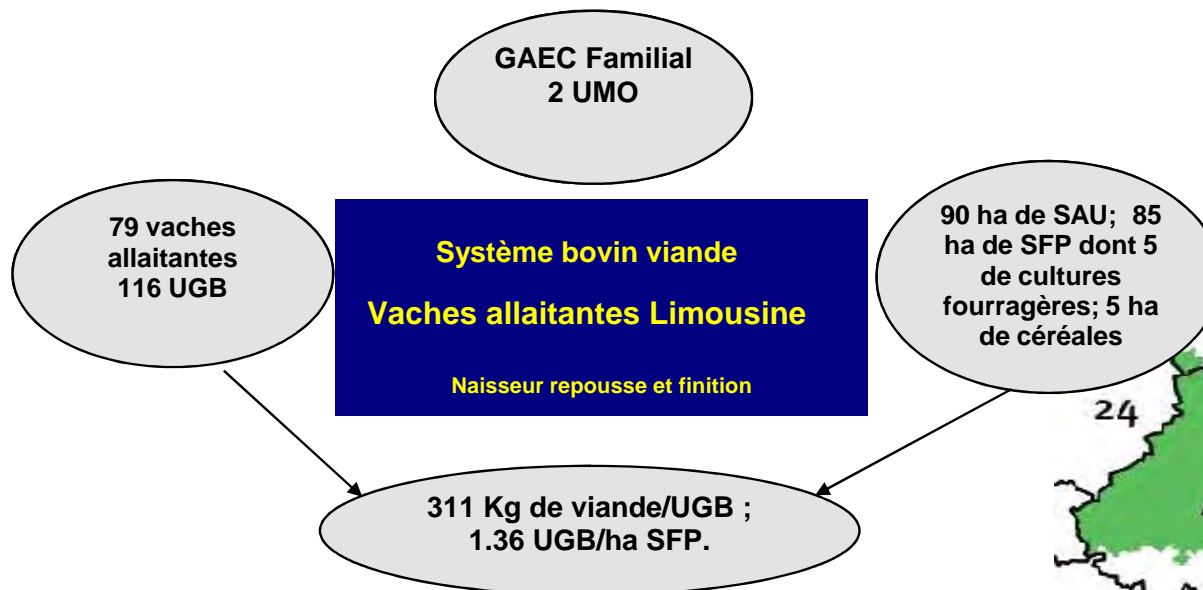 GAEC Familial
2 UMO
79 vaches
allaitantes
116 UGB
Système bovin viande
Vaches allaitantes Limousine
Naisseur repousse et finition
90 ha de SAU;  85
ha de SFP dont 5
de cultures
fourragères; 5 ha
de céréales
24
311 Kg de viande/UGB ;
1.36 UGB/ha SFP.